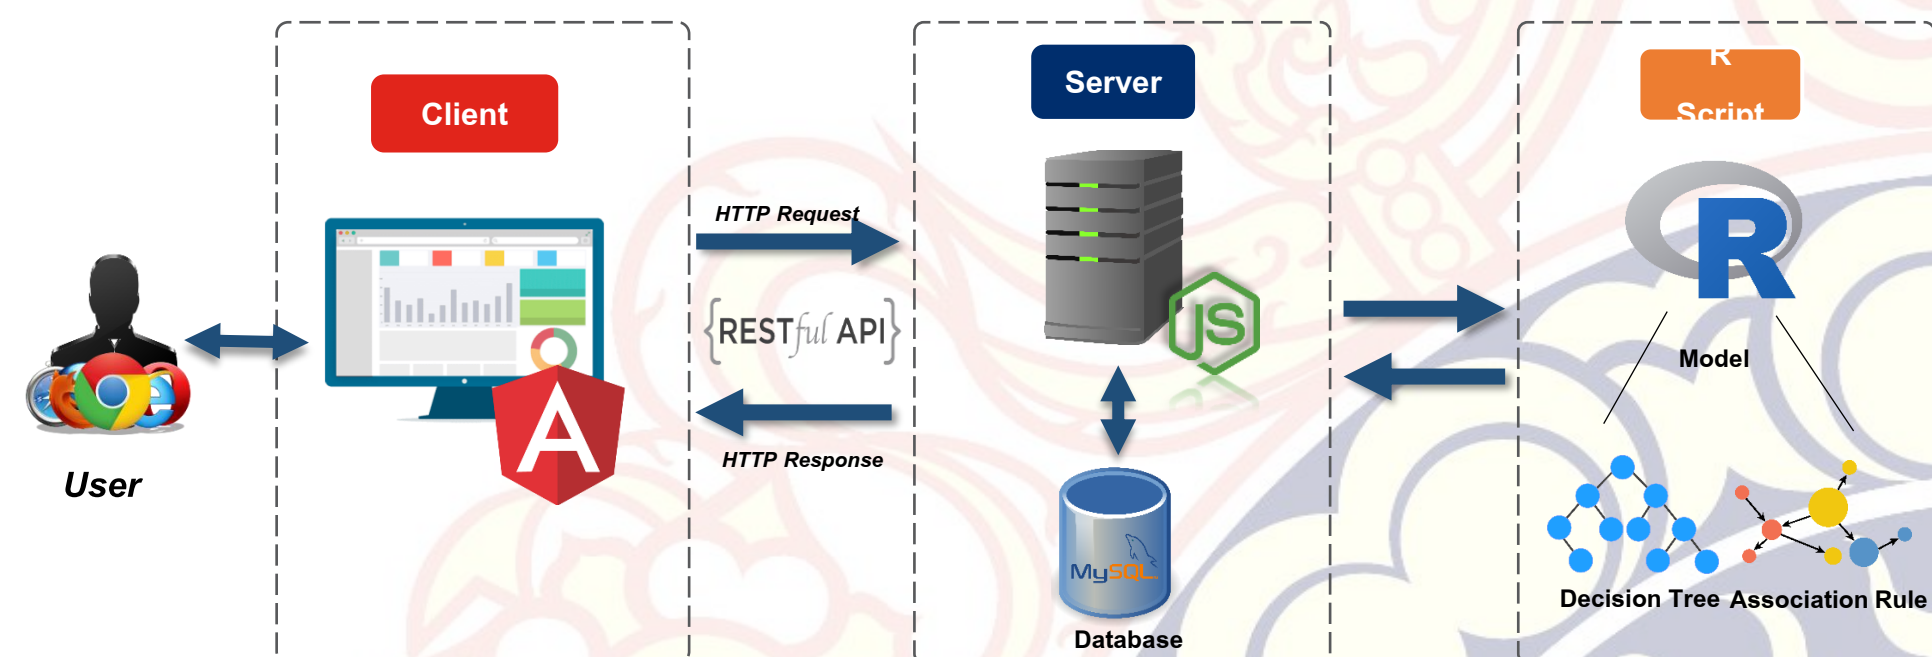 Client
Server
R
Script
HTTP Request
{RESTful API}
HTTP Response
User
JS
A
R
Model
MySQL
Database
Decision Tree
Association Rule